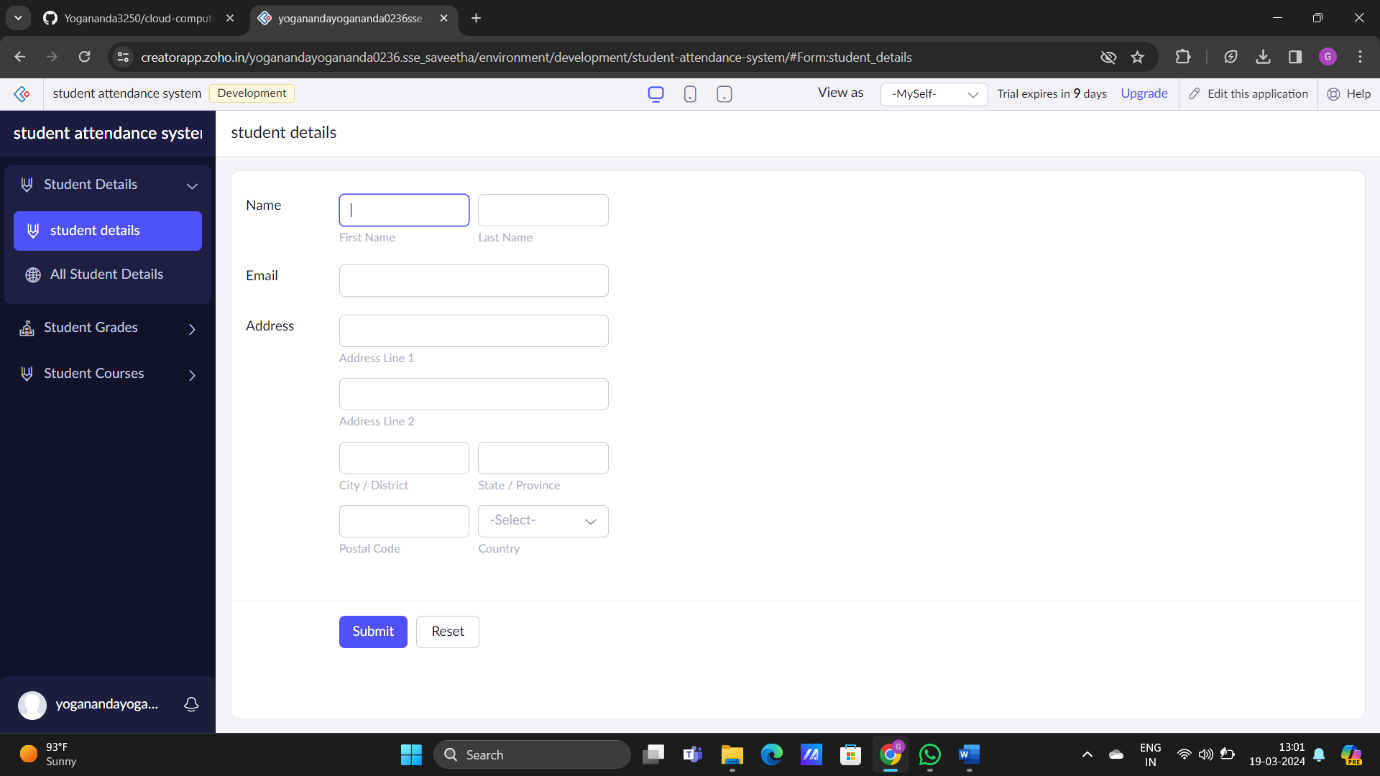 Yogananda3250/cloud-comput
yoganandayogananda0236sse
creatorapp.zoho.in/yoganandayogananda0236.sse_saveetha/environment/development/student-attendance-system/#Form:student_details
G
student attendance system
Development
View as
-MySelf-
Trial expires in 9 days
Upgrade
Edit this application
Help
student attendance syster
student details
Student Details
student details
All Student Details
Student Grades
Student Courses
Name
First Name
Last Name
Email
Address
Address Line 1
Address Line 2
City / District
State / Province
-Select-
Postal Code
Country
Submit
Reset
yoganandayoga...
93°F
Sunny
Search
G
ENG
IN
13:01
19-03-2024
PRE